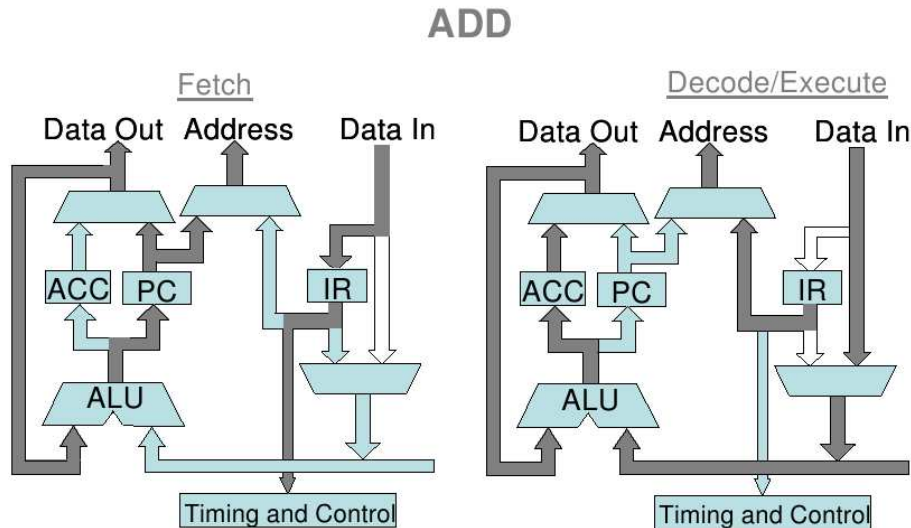 ADD
Fetch
Data Out Address Data In
ACC PC IR
ALU
Timing and Control
Decode/Execute
Data Out Address Data In
ACC PC IR
ALU
Timing and Control